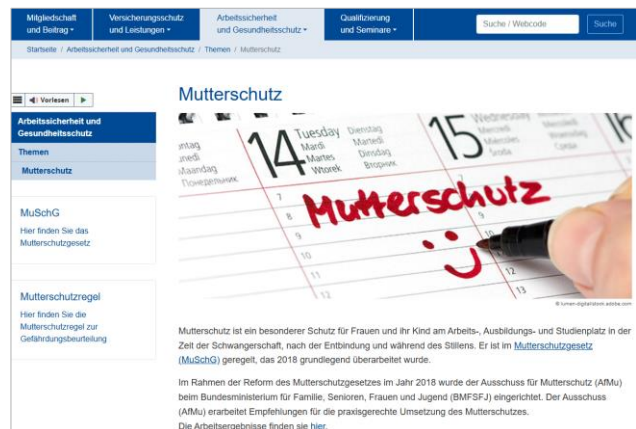 Mitgliedschaft
und Beitrag
Versicherungsschutz
und Leistungen
Arbeitssicherheit
und Gesundheitsschutz
Qualifizierung
und Seminare
Suche / Webcode
Suche
Startseite / Arbeitssicherheit und Gesundheitsschutz / Themen / Mutterschutz
Vorlesen
Arbeitssicherheit und
Gesundheitsschutz
Themen
Mutterschutz
MuSchG
Hier finden Sie das
Mutterschutzgesetz
Mutterschutzregel
Hier finden Sie die
Mutterschutzregel zur
Gefährdungsbeurteilung
Mutterschutz
14 Tuesday Dienstag
Mardi Martedì
Martes Dinsdag
Wtorek Вторник
15 Wednesday
16
Понедельник
7
8
9
10
11
12
Mutterschutz
12
13
© lumen-digital/stock.adobe.com
Mutterschutz ist ein besonderer Schutz für Frauen und ihr Kind am Arbeits-, Ausbildungs- und Studienplatz in der
Zeit der Schwangerschaft, nach der Entbindung und während des Stillens. Er ist im Mutterschutzgesetz
(MuSchG) geregelt, das 2018 grundlegend überarbeitet wurde.
Im Rahmen der Reform des Mutterschutzgesetzes im Jahr 2018 wurde der Ausschuss für Mutterschutz (AfMu)
beim Bundesministerium für Familie, Senioren, Frauen und Jugend (BMFSFJ) eingerichtet. Der Ausschuss
(AfMu) erarbeitet Empfehlungen für die praxisgerechte Umsetzung des Mutterschutzes.
Die Arbeitsergebnisse finden sie hier.